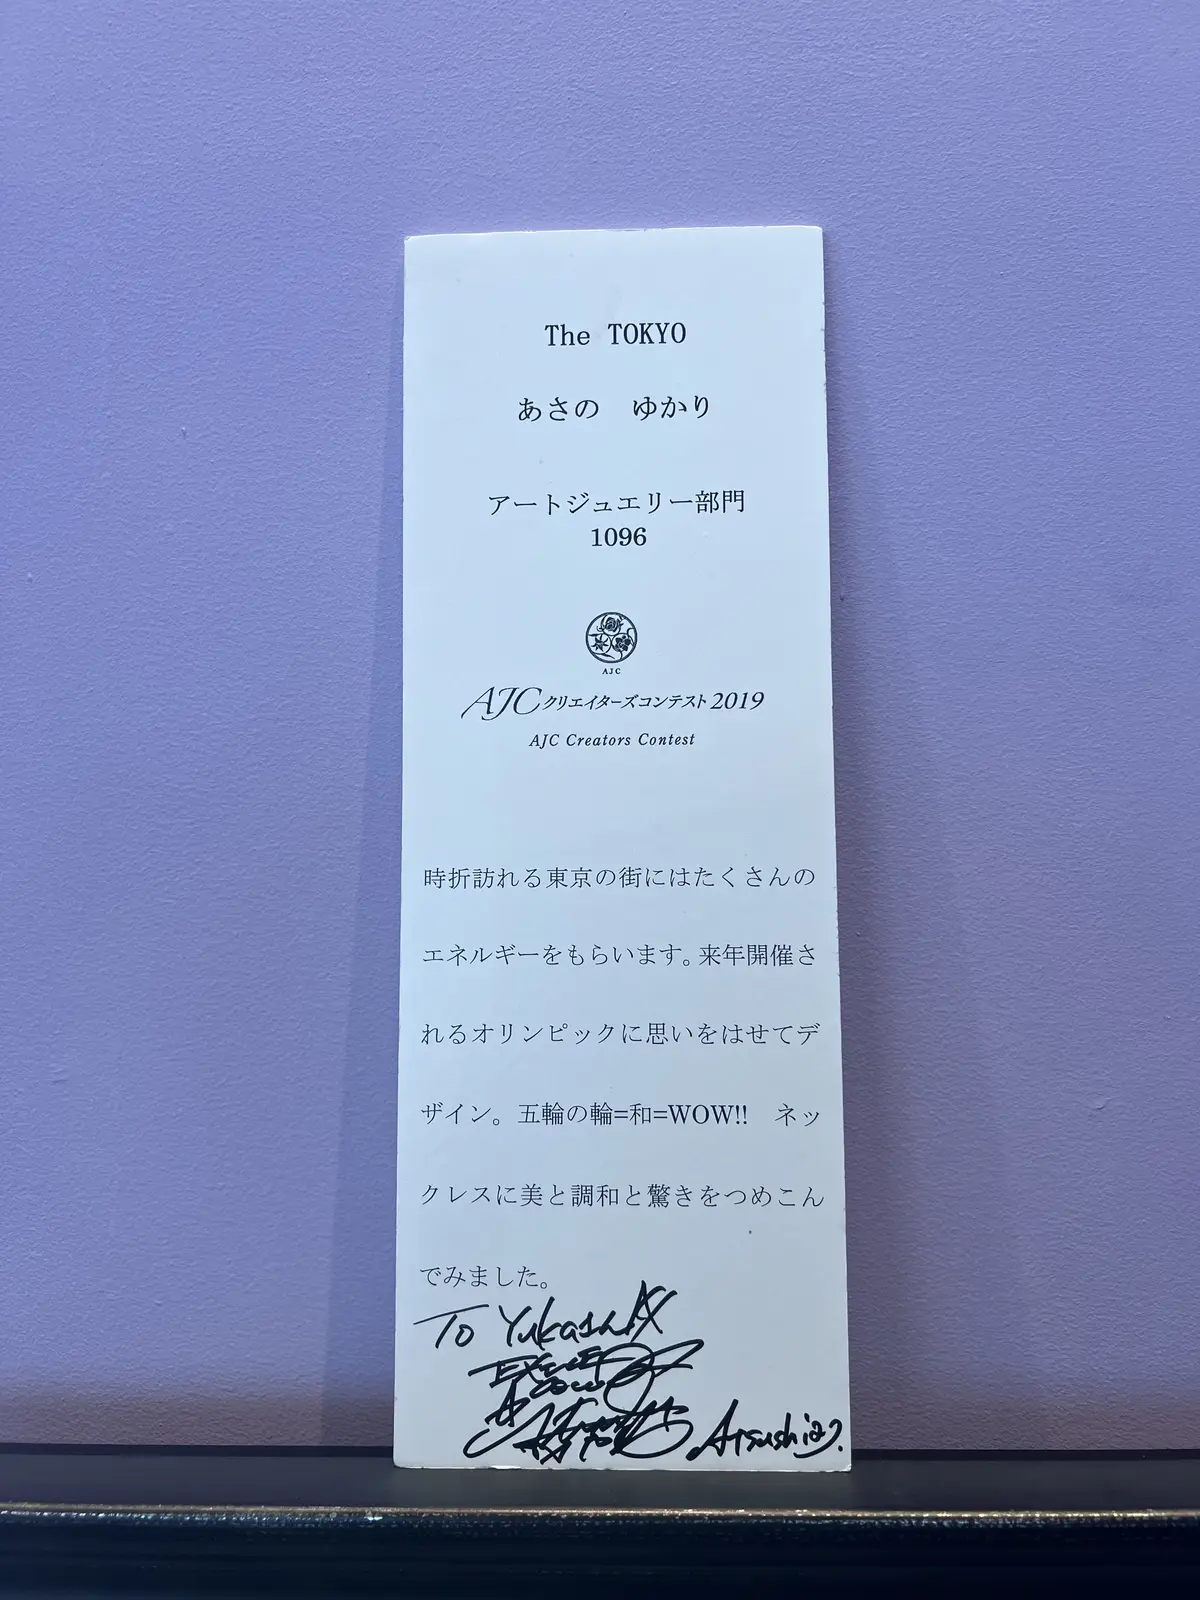 The TOKYO
あさの　ゆかり
アートジュエリー部門
1096
AJC
AJCクリエイターズコンテスト2019
AJC Creators Contest
時折訪れる東京の街にはたくさんの
エネルギーをもらいます。来年開催さ
れるオリンピックに思いをはせてデ
ザイン。五輪の輪=和=WOW!!　ネッ
クレスに美と調和と驚きをつめこん
でみました。
To